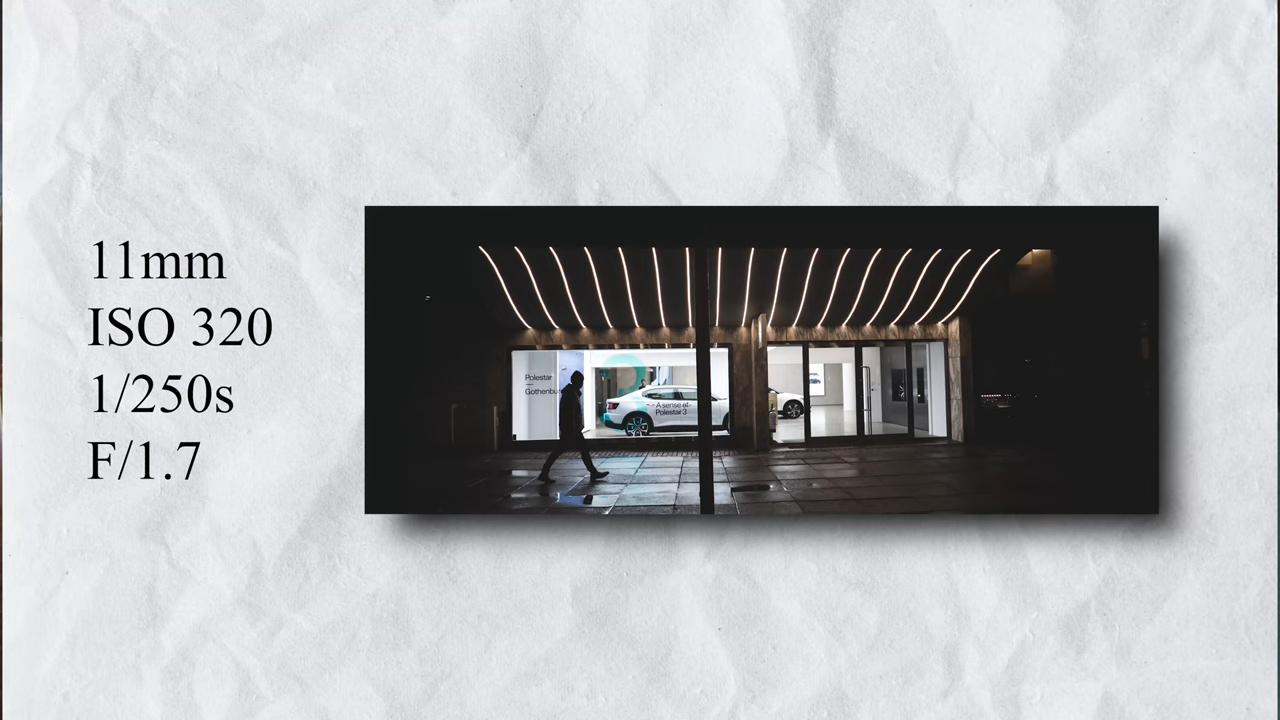 11mm
ISO 320
1/250s
F/1.7
Polestar
—
A sense of
Polestar 3